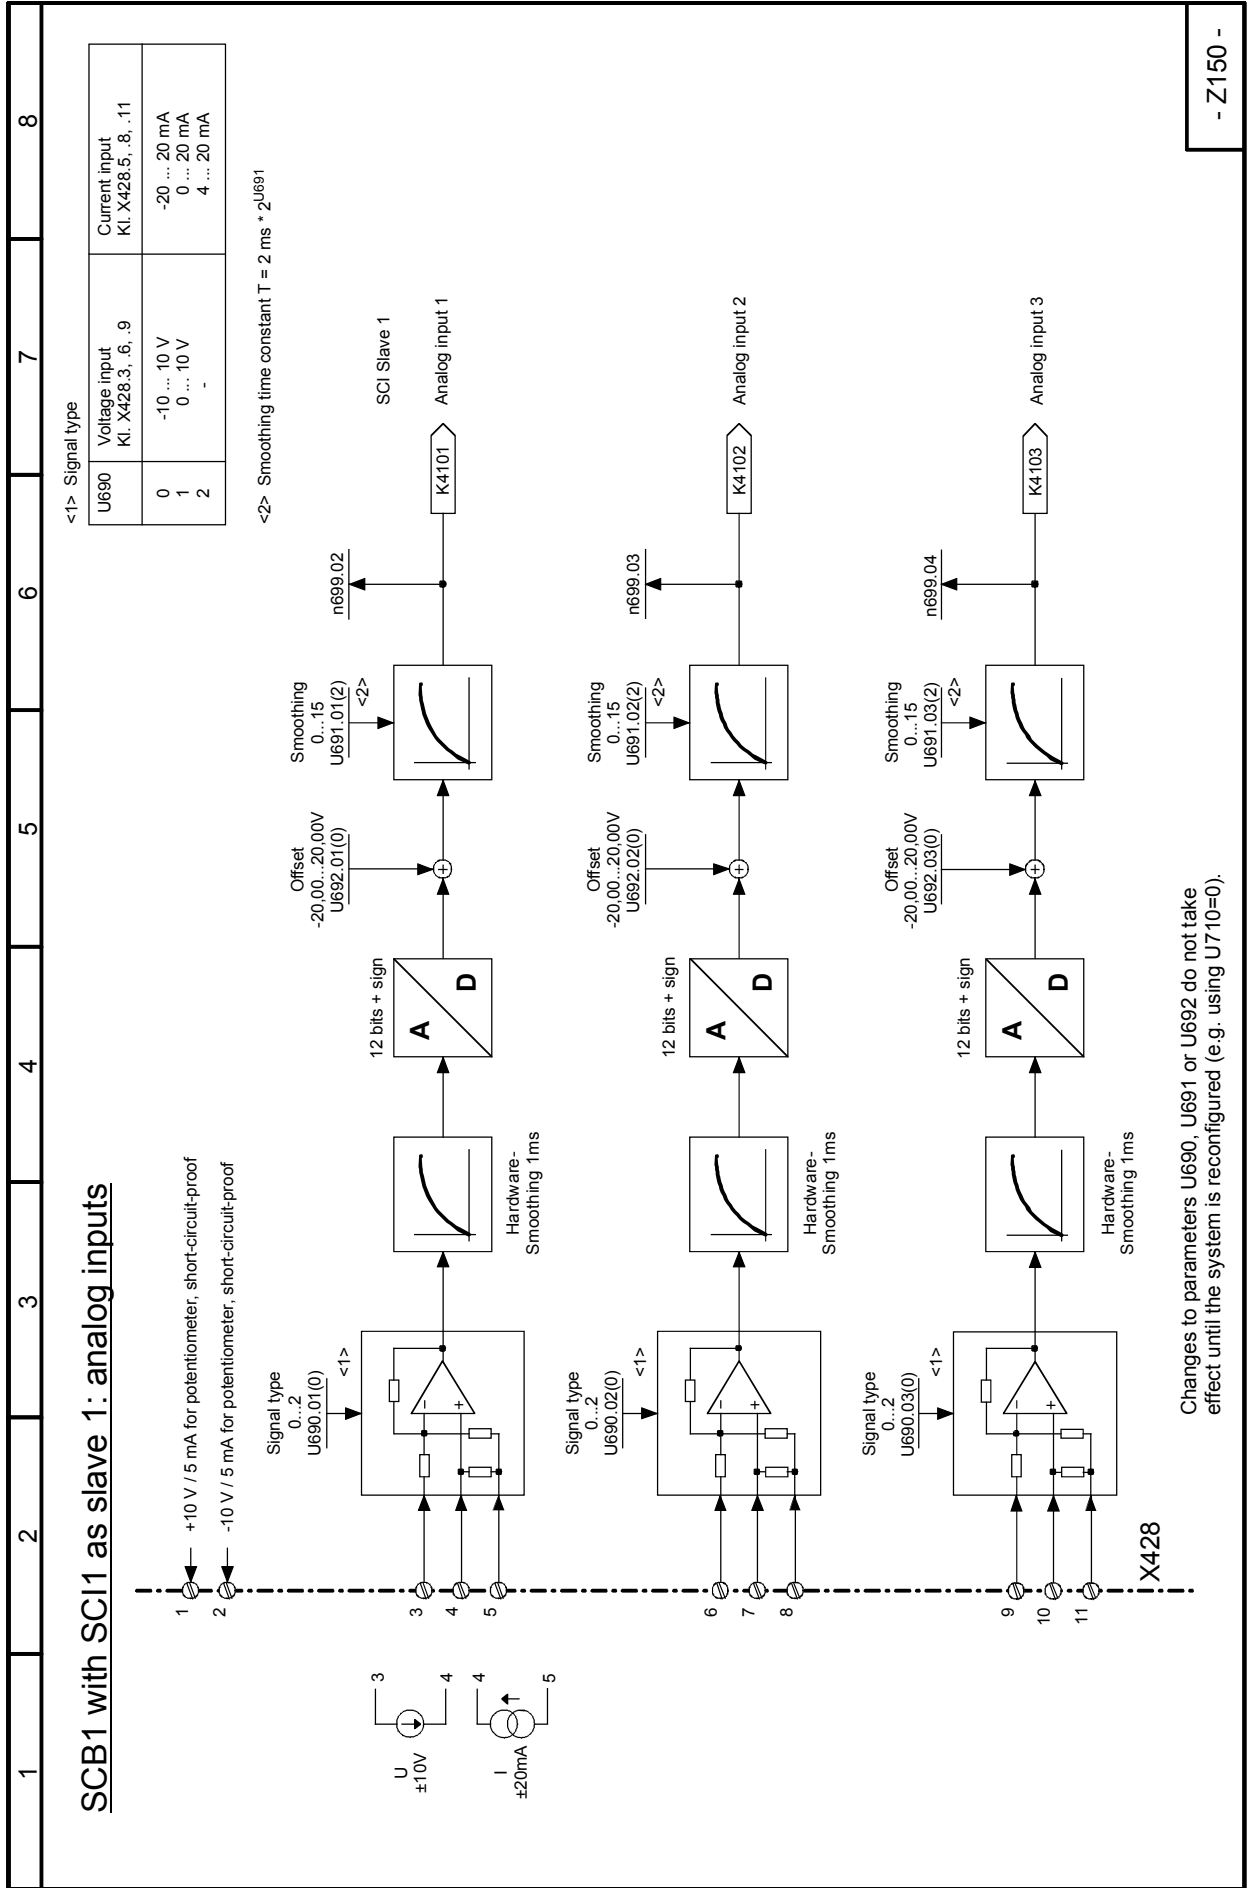 1 2 3 4 5 6 7 8
SCB1 with SCI1 as slave 1: analog inputs
<1> Signal type
U690
Voltage input
Kl. X428.3, .6, .9
Current input
Kl. X428.5, .8, .11
0 -10 ... 10 V -20 ... 20 mA
1 0 ... 10 V 0 ... 20 mA
2 - 4 ... 20 mA
<2> Smoothing time constant T = 2 ms * 2^U691
1 +10 V / 5 mA for potentiometer, short-circuit-proof
2 -10 V / 5 mA for potentiometer, short-circuit-proof
SCI Slave 1
U
±10V
3
4
I
±20mA
4
5
3
4
5
Signal type
0...2
U690.01(0)
<1>
-
+
Hardware-
Smoothing 1ms
12 bits + sign
A
D
Offset
-20,00...20,00V
U692.01(0)
+
Smoothing
0...15
U691.01(2)
<2>
n699.02
K4101
Analog input 1
6
7
8
Signal type
0...2
U690.02(0)
<1>
-
+
Hardware-
Smoothing 1ms
12 bits + sign
A
D
Offset
-20,00...20,00V
U692.02(0)
+
Smoothing
0...15
U691.02(2)
<2>
n699.03
K4102
Analog input 2
9
10
11
Signal type
0...2
U690.03(0)
<1>
-
+
Hardware-
Smoothing 1ms
12 bits + sign
A
D
Offset
-20,00...20,00V
U692.03(0)
+
Smoothing
0...15
U691.03(2)
<2>
n699.04
K4103
Analog input 3
X428
Changes to parameters U690, U691 or U692 do not take
effect until the system is reconfigured (e.g. using U710=0).
- Z150 -